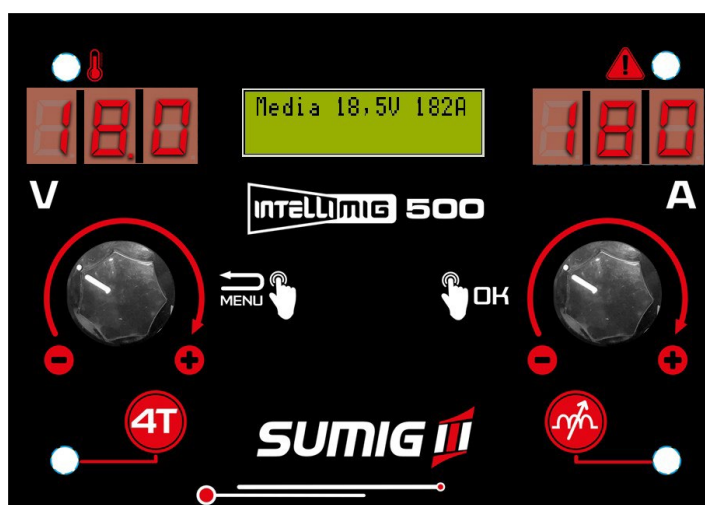 18.0
Media 18,5V 182A
180
V
A
INTELLIMIG 500
MENU
OK
4T
SUMIG